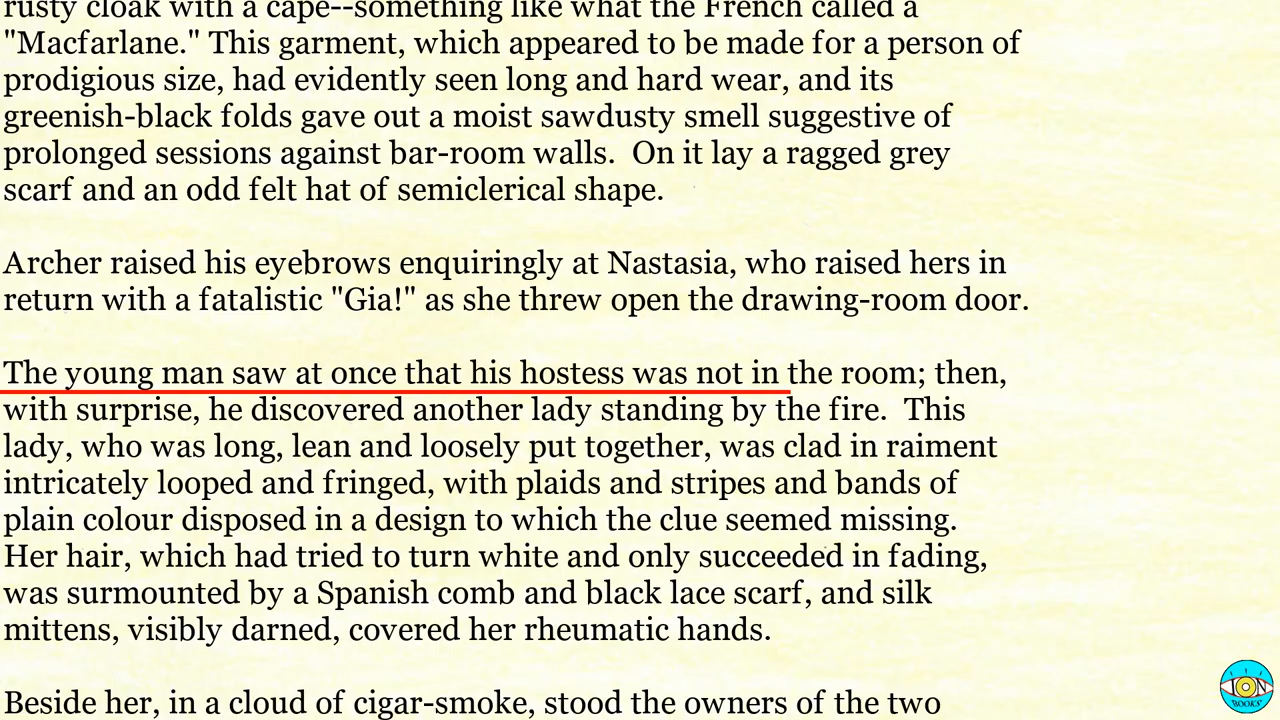 rusty cloak with a cape--something like what the French called a
"Macfarlane." This garment, which appeared to be made for a person of
prodigious size, had evidently seen long and hard wear, and its
greenish-black folds gave out a moist sawdusty smell suggestive of
prolonged sessions against bar-room walls.  On it lay a ragged grey
scarf and an odd felt hat of semiclerical shape.
Archer raised his eyebrows enquiringly at Nastasia, who raised hers in
return with a fatalistic "Gia!" as she threw open the drawing-room door.
The young man saw at once that his hostess was not in the room; then,
with surprise, he discovered another lady standing by the fire.  This
lady, who was long, lean and loosely put together, was clad in raiment
intricately looped and fringed, with plaids and stripes and bands of
plain colour disposed in a design to which the clue seemed missing.
Her hair, which had tried to turn white and only succeeded in fading,
was surmounted by a Spanish comb and black lace scarf, and silk
mittens, visibly darned, covered her rheumatic hands.
Beside her, in a cloud of cigar-smoke, stood the owners of the two
ION
BOOKS